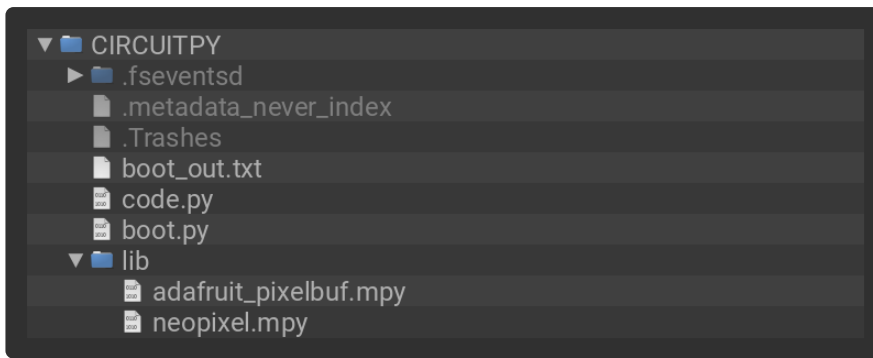 CIRCUITPY
.fseventsd
.metadata_never_index
.Trashes
boot_out.txt
code.py
boot.py
lib
adafruit_pixelbuf.mpy
neopixel.mpy